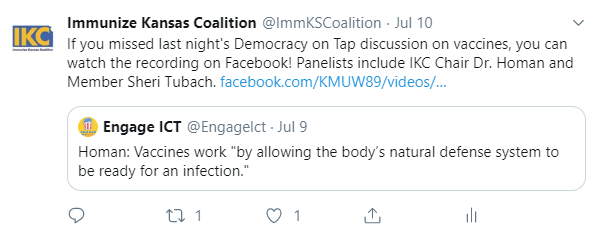 IKC
Immunize Kansas Coalition
Immunize Kansas Coalition @ImmKSCoalition · Jul 10
If you missed last night's Democracy on Tap discussion on vaccines, you can
watch the recording on Facebook! Panelists include IKC Chair Dr. Homan and
Member Sheri Tubach. facebook.com/KMUW89/videos/...
Engage ICT @EngageIct · Jul 9
Homan: Vaccines work "by allowing the body’s natural defense system to
be ready for an infection."
1 1